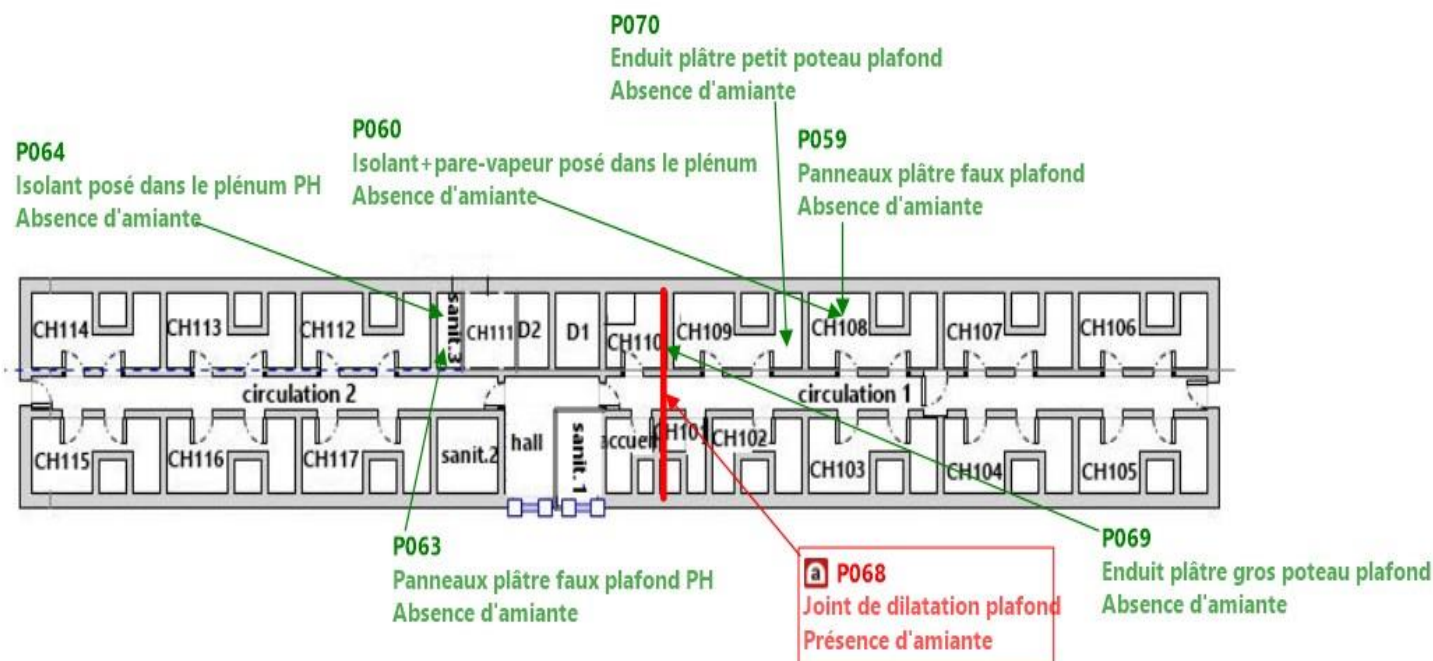 P070
Enduit plâtre petit poteau plafond
Absence d'amiante
P060
Isolant+pare-vapeur posé dans le plénum
Absence d'amiante
P059
Panneaux plâtre faux plafond
Absence d'amiante
P064
Isolant posé dans le plénum PH
Absence d'amiante
CH114 CH113 CH112 sanit.3 CH111 D2 D1 CH110 CH109 CH108 CH107 CH106
circulation 2 circulation 1
CH115 CH116 CH117 sanit.2 hall sanit. 1 accueil CH101 CH102 CH103 CH104 CH105
P063
Panneaux plâtre faux plafond PH
Absence d'amiante
a P068
Joint de dilatation plafond
Présence d'amiante
P069
Enduit plâtre gros poteau plafond
Absence d'amiante